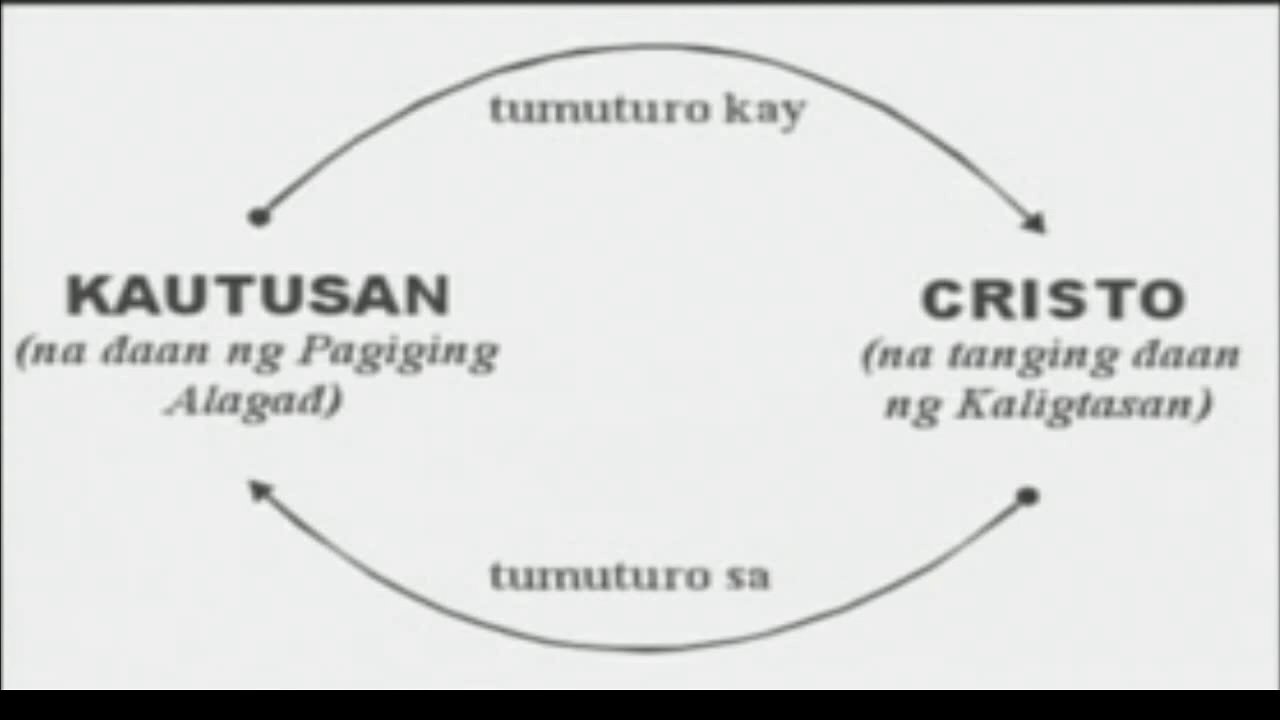 tumuturo kay
KAUTUSAN
(na daan ng Pagiging
Alagad)
CRISTO
(na tanging daan
ng Kaligtasan)
tumuturo sa